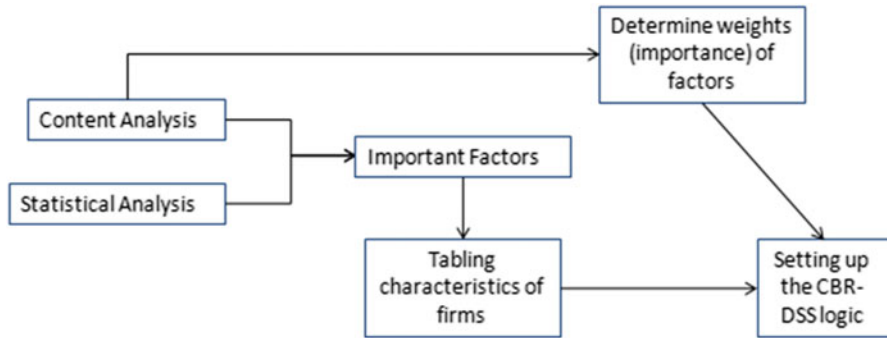 Determine weights
(importance) of
factors
Content Analysis
Important Factors
Statistical Analysis
Tabling
characteristics of
firms
Setting up
the CBR-
DSS logic